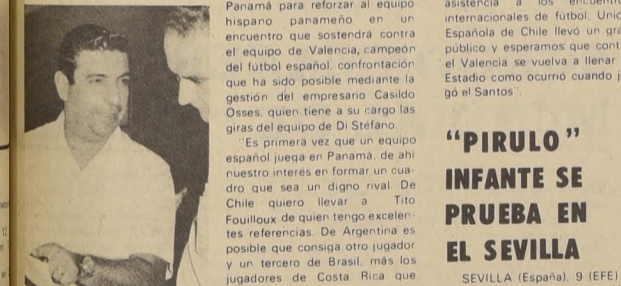 Panamá para reforzar al equipo
hispano panameño en un
encuentro que sostendrá contra
el equipo de Valencia, campeón
del fútbol español, confrontación
que ha sido posible mediante la
gestión del empresario Casildo
Osses, quien tiene a su cargo las
giras del equipo de Di Stéfano.
"Es primera vez que un equipo
español juega en Panamá, de ahi
nuestro interés en formar un cua-
dro que sea un digno rival. De
Chile quiero llevar a Tito
Fouilloux de quien tengo excelen-
tes referencias. De Argentina es
posible que consiga otro jugador
y un tercero de Brasil, más los
jugadores de Costa Rica que
asistencia a los
internacionales de fútbol, Unió
Española de Chile llevó un gra
público y esperamos que cont
el Valencia se vuelva a llenar
Estadio como ocurrió cuando j
gó el Santos".
"PIRULO"
INFANTE SE
PRUEBA EN
EL SEVILLA
SEVILLA (España), 9 (EFE)